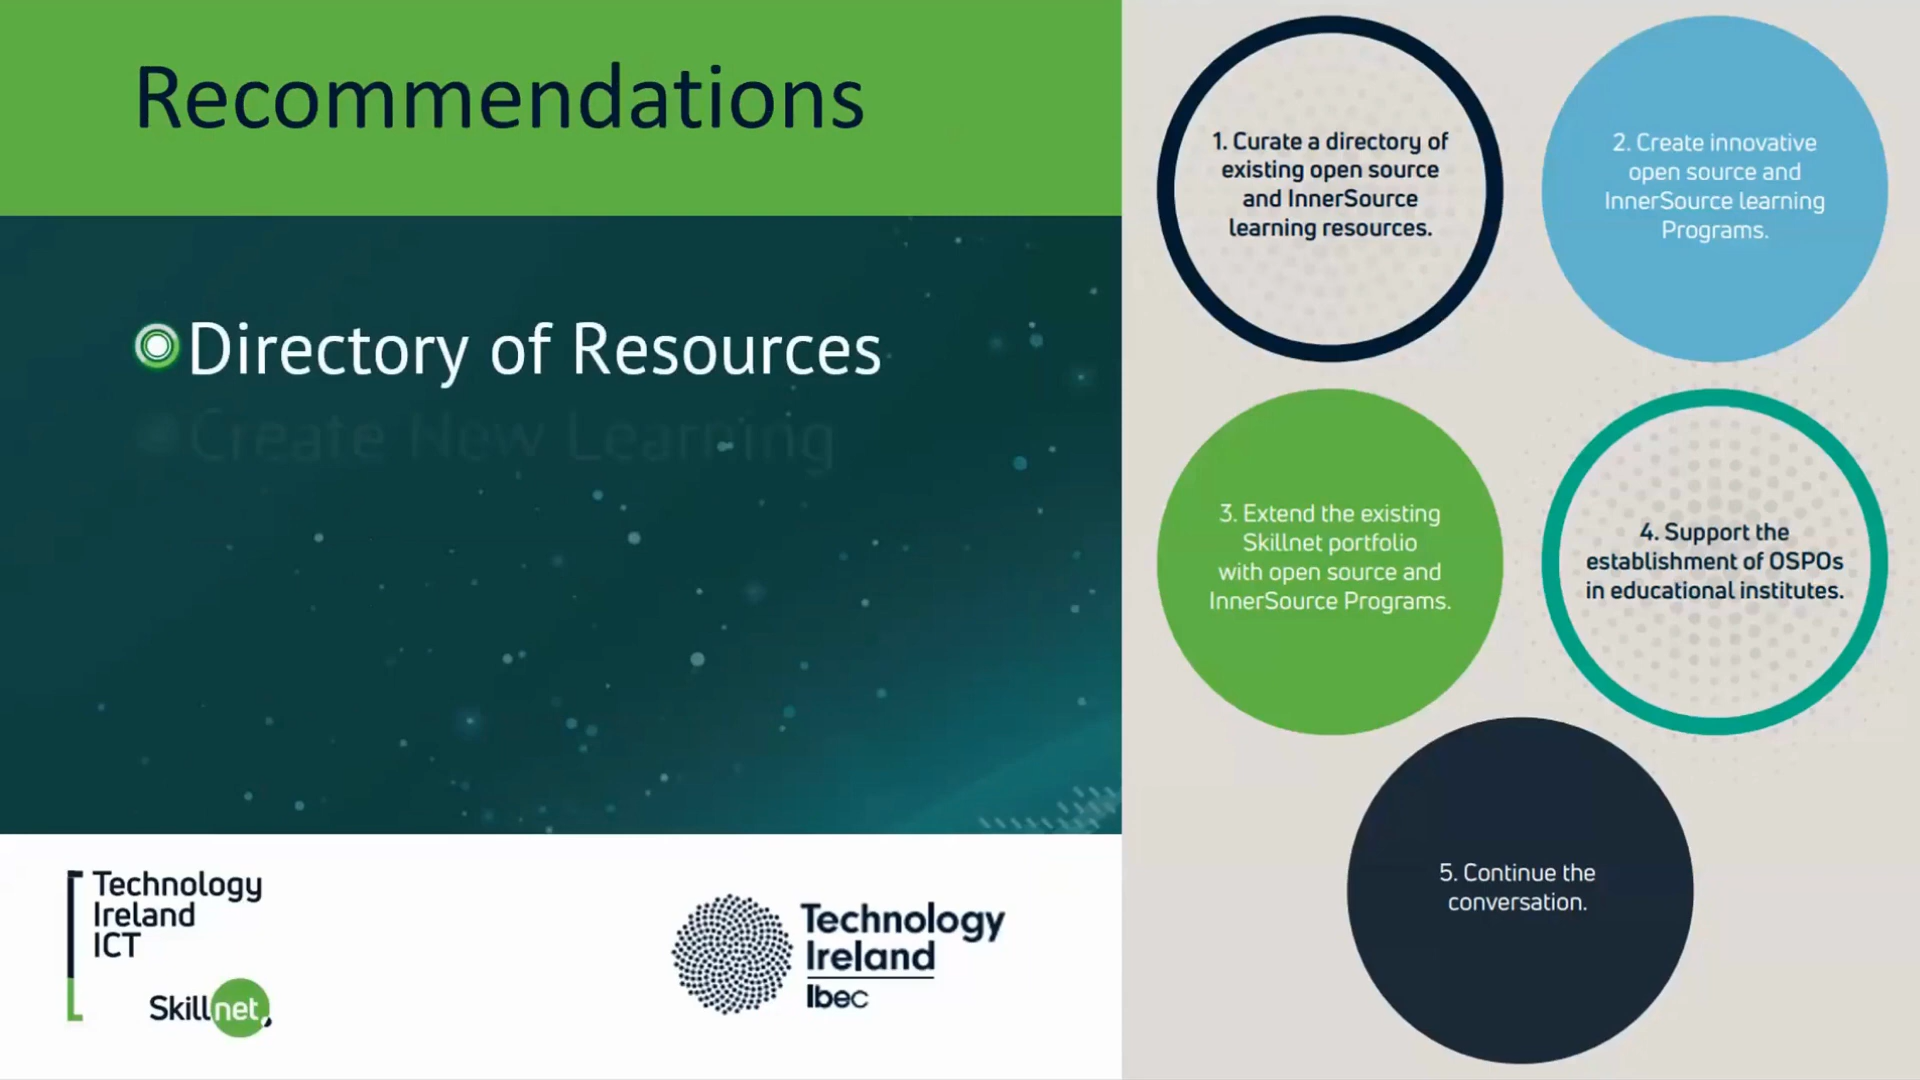 Recommendations
Directory of Resources
Create New Learning
Technology
Ireland
ICT
Skillnet
Technology
Ireland
Ibec
1. Curate a directory of
existing open source
and InnerSource
learning resources.
2. Create innovative
open source and
InnerSource learning
Programs.
3. Extend the existing
Skillnet portfolio
with open source and
InnerSource Programs.
4. Support the
establishment of OSPOs
in educational institutes.
5. Continue the
conversation.